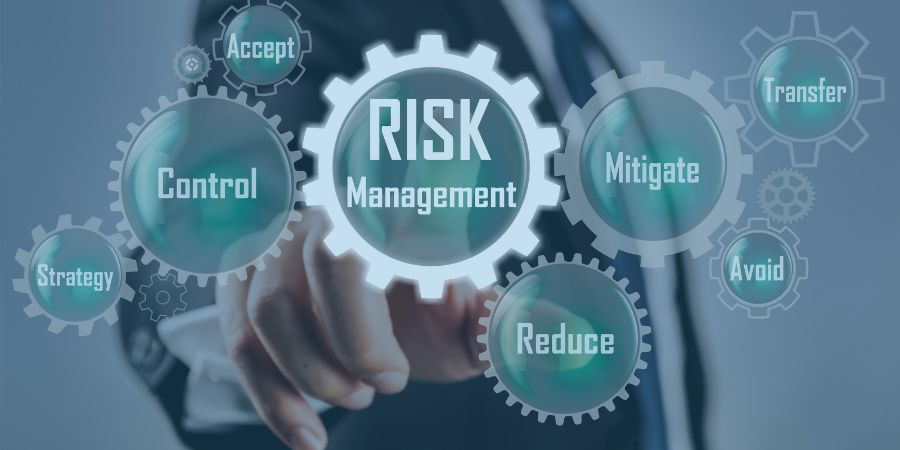 Accept
RISK
Management
Transfer
Control
Mitigate
Strategy
Avoid
Reduce